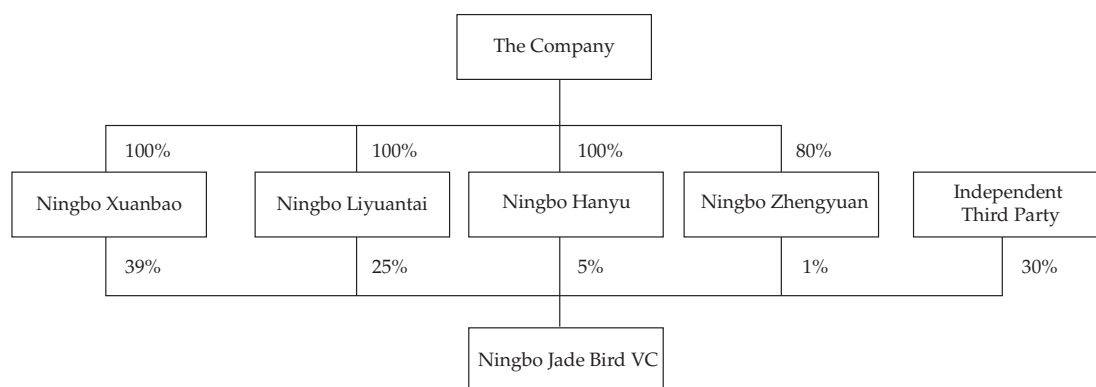 The Company
100%
100%
100%
80%
Ningbo Xuanbao
Ningbo Liyuantai
Ningbo Hanyu
Ningbo Zhengyuan
Independent
Third Party
39%
25%
5%
1%
30%
Ningbo Jade Bird VC